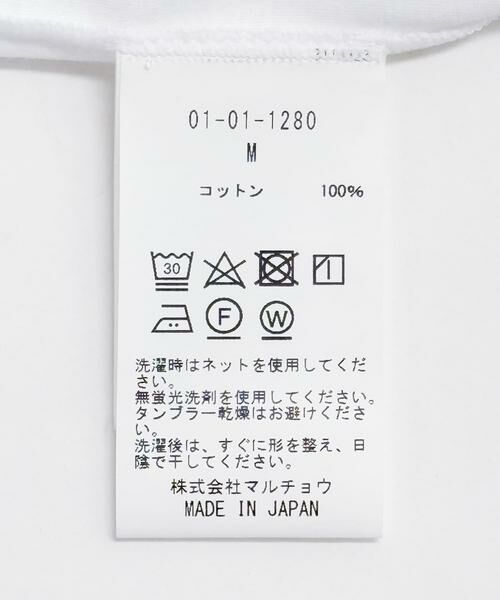 01-01-1280
M
コットン 100%
30
F W
洗濯時はネットを使用してくだ
さい。
無蛍光洗剤を使用してください。
タンブラー乾燥はお避けくださ
い。
洗濯後は、すぐに形を整え、日
陰で干してください。
株式会社マルチョウ
MADE IN JAPAN